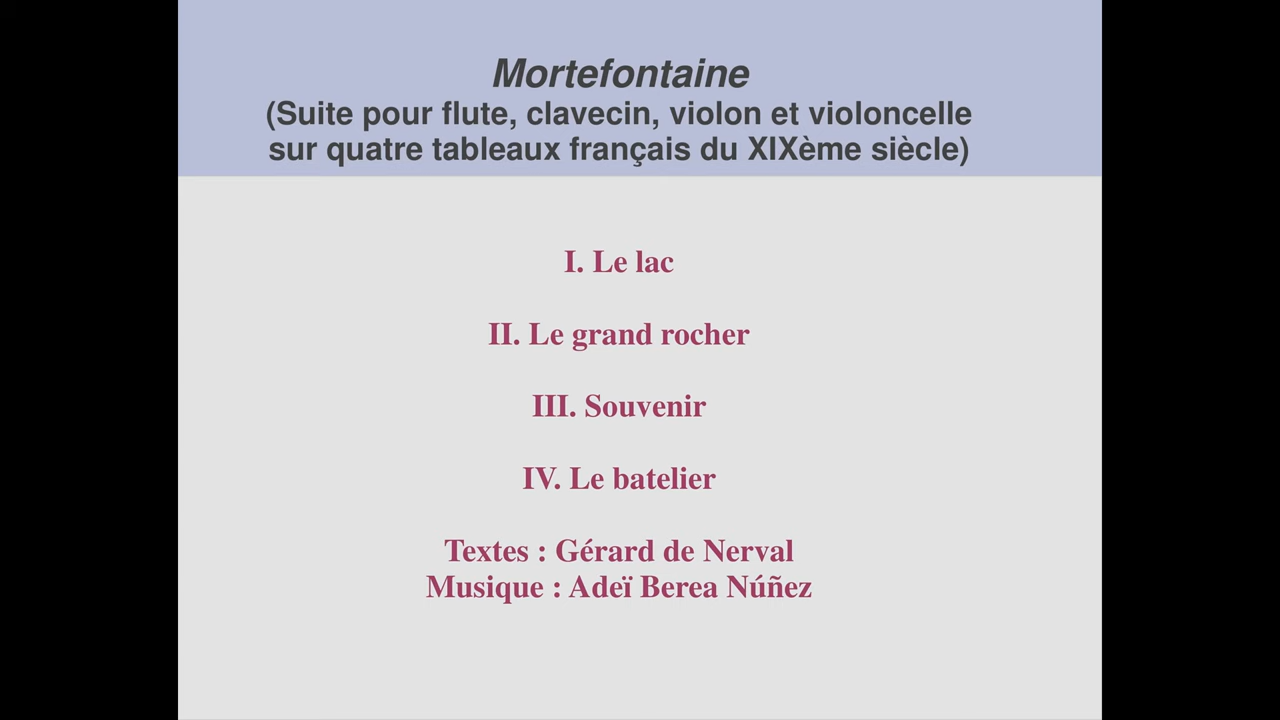 Mortefontaine
(Suite pour flute, clavecin, violon et violoncelle
sur quatre tableaux français du XIXème siècle)
I. Le lac
II. Le grand rocher
III. Souvenir
IV. Le batelier
Textes : Gérard de Nerval
Musique : Adeï Berea Núñez